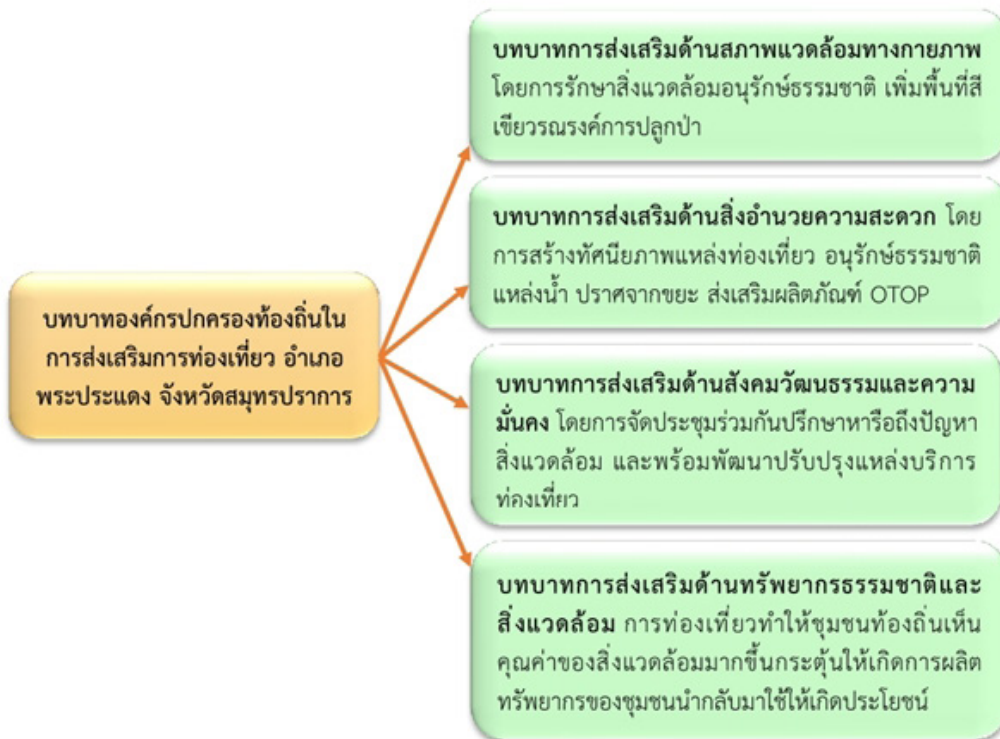 บทบาทการส่งเสริมด้านสภาพแวดล้อมทางกายภาพ
โดยการรักษาสิ่งแวดล้อมอนุรักษ์ธรรมชาติ เพิ่มพื้นที่สี
เขียวรณรงค์การปลูกป่า
บทบาทการส่งเสริมด้านสิ่งอำนวยความสะดวก โดย
การสร้างทัศนียภาพแหล่งท่องเที่ยว อนุรักษ์ธรรมชาติ
แหล่งน้ำ ปราศจากขยะ ส่งเสริมผลิตภัณฑ์ OTOP
บทบาทองค์กรปกครองท้องถิ่นใน
การส่งเสริมการท่องเที่ยว อำเภอ
พระประแดง จังหวัดสมุทรปราการ
บทบาทการส่งเสริมด้านสังคมวัฒนธรรมและความ
มั่นคง โดยการจัดประชุมร่วมกันปรึกษาหารือถึงปัญหา
สิ่งแวดล้อม และพร้อมพัฒนาปรับปรุงแหล่งบริการ
ท่องเที่ยว
บทบาทการส่งเสริมด้านทรัพยากรธรรมชาติและ
สิ่งแวดล้อม การท่องเที่ยวทำให้ชุมชนท้องถิ่นเห็น
คุณค่าของสิ่งแวดล้อมมากขึ้นกระตุ้นให้เกิดการผลิต
ทรัพยากรของชุมชนนำกลับมาใช้ให้เกิดประโยชน์